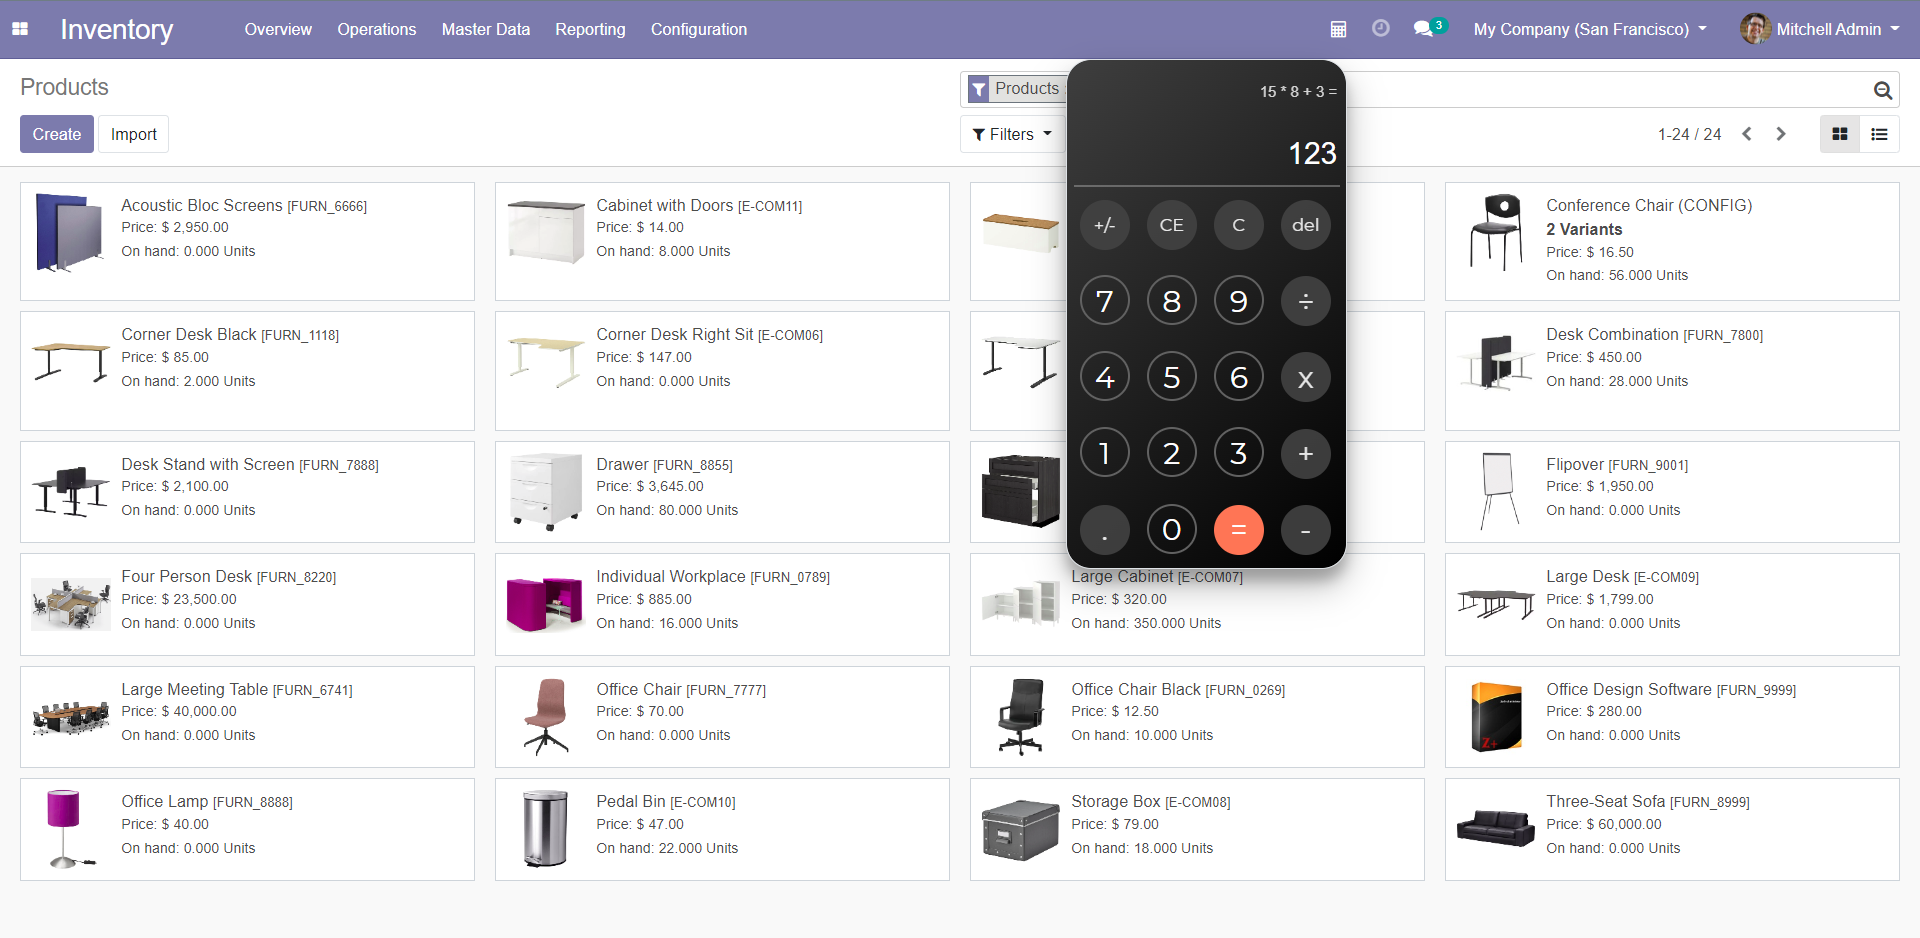 Inventory
Overview
Operations
Master Data
Reporting
Configuration
3
My Company (San Francisco)
Mitchell Admin
Products
Products
Create
Import
Filters
1-24 / 24
15 * 8 + 3 =
123
+/-
CE
C
del
7
8
9
÷
4
5
6
x
1
2
3
+
.
0
=
-
Acoustic Bloc Screens [FURN_6666]
Price: $ 2,950.00
On hand: 0.000 Units
Cabinet with Doors [E-COM11]
Price: $ 14.00
On hand: 8.000 Units
Conference Chair (CONFIG)
2 Variants
Price: $ 16.50
On hand: 56.000 Units
Corner Desk Black [FURN_1118]
Price: $ 85.00
On hand: 2.000 Units
Corner Desk Right Sit [E-COM06]
Price: $ 147.00
On hand: 0.000 Units
Desk Combination [FURN_7800]
Price: $ 450.00
On hand: 28.000 Units
Desk Stand with Screen [FURN_7888]
Price: $ 2,100.00
On hand: 0.000 Units
Drawer [FURN_8855]
Price: $ 3,645.00
On hand: 80.000 Units
Flipover [FURN_9001]
Price: $ 1,950.00
On hand: 0.000 Units
Four Person Desk [FURN_8220]
Price: $ 23,500.00
On hand: 0.000 Units
Individual Workplace [FURN_0789]
Price: $ 885.00
On hand: 16.000 Units
Large Cabinet [E-COM07]
Price: $ 320.00
On hand: 350.000 Units
Large Desk [E-COM09]
Price: $ 1,799.00
On hand: 0.000 Units
Large Meeting Table [FURN_6741]
Price: $ 40,000.00
On hand: 0.000 Units
Office Chair [FURN_7777]
Price: $ 70.00
On hand: 0.000 Units
Office Chair Black [FURN_0269]
Price: $ 12.50
On hand: 10.000 Units
Z+
Office Design Software [FURN_9999]
Price: $ 280.00
On hand: 0.000 Units
Office Lamp [FURN_8888]
Price: $ 40.00
On hand: 0.000 Units
Pedal Bin [E-COM10]
Price: $ 47.00
On hand: 22.000 Units
Storage Box [E-COM08]
Price: $ 79.00
On hand: 18.000 Units
Three-Seat Sofa [FURN_8999]
Price: $ 60,000.00
On hand: 0.000 Units